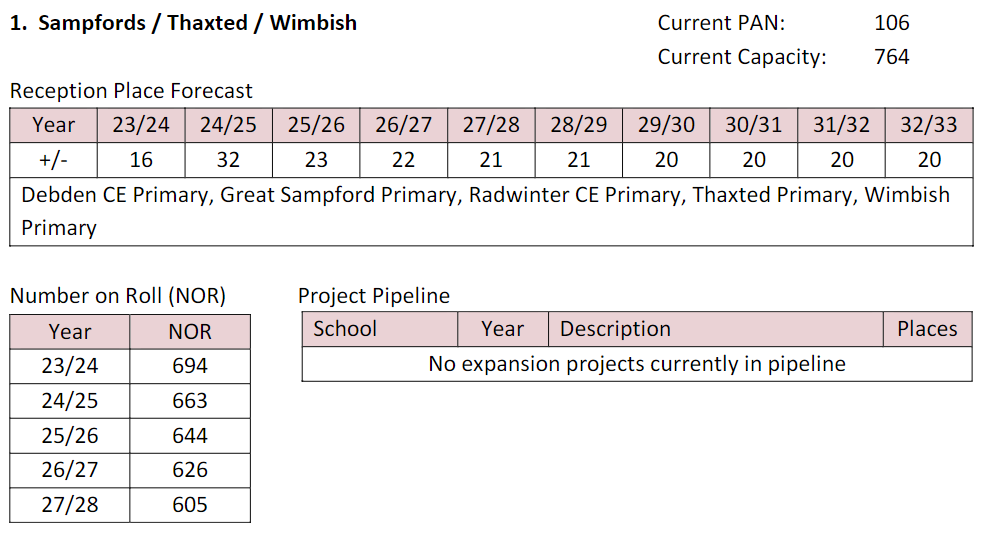 1. Sampfords / Thaxted / Wimbish
Current PAN: 106
Current Capacity: 764
Reception Place Forecast
Year 23/24 24/25 25/26 26/27 27/28 28/29 29/30 30/31 31/32 32/33
+/- 16 32 23 22 21 21 20 20 20 20
Debden CE Primary, Great Sampford Primary, Radwinter CE Primary, Thaxted Primary, Wimbish
Primary
Number on Roll (NOR)
Year NOR
23/24 694
24/25 663
25/26 644
26/27 626
27/28 605
Project Pipeline
School Year Description Places
No expansion projects currently in pipeline